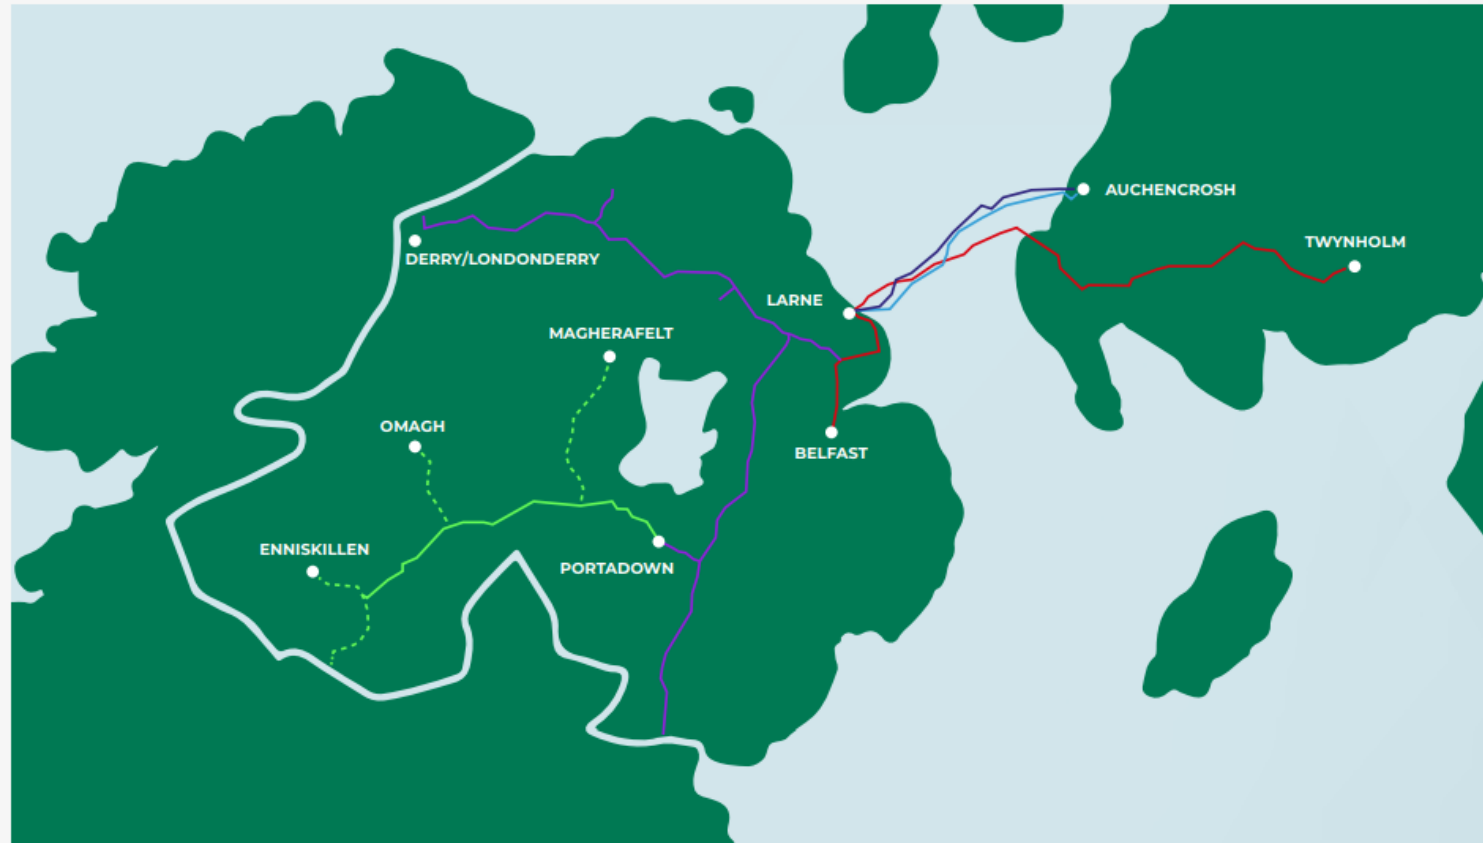 AUCHENCROSH
TWYNHOLM
DERRY/LONDONDERRY
LARNE
MAGHERAFELT
OMAGH
BELFAST
ENNISKILLEN
PORTADOWN